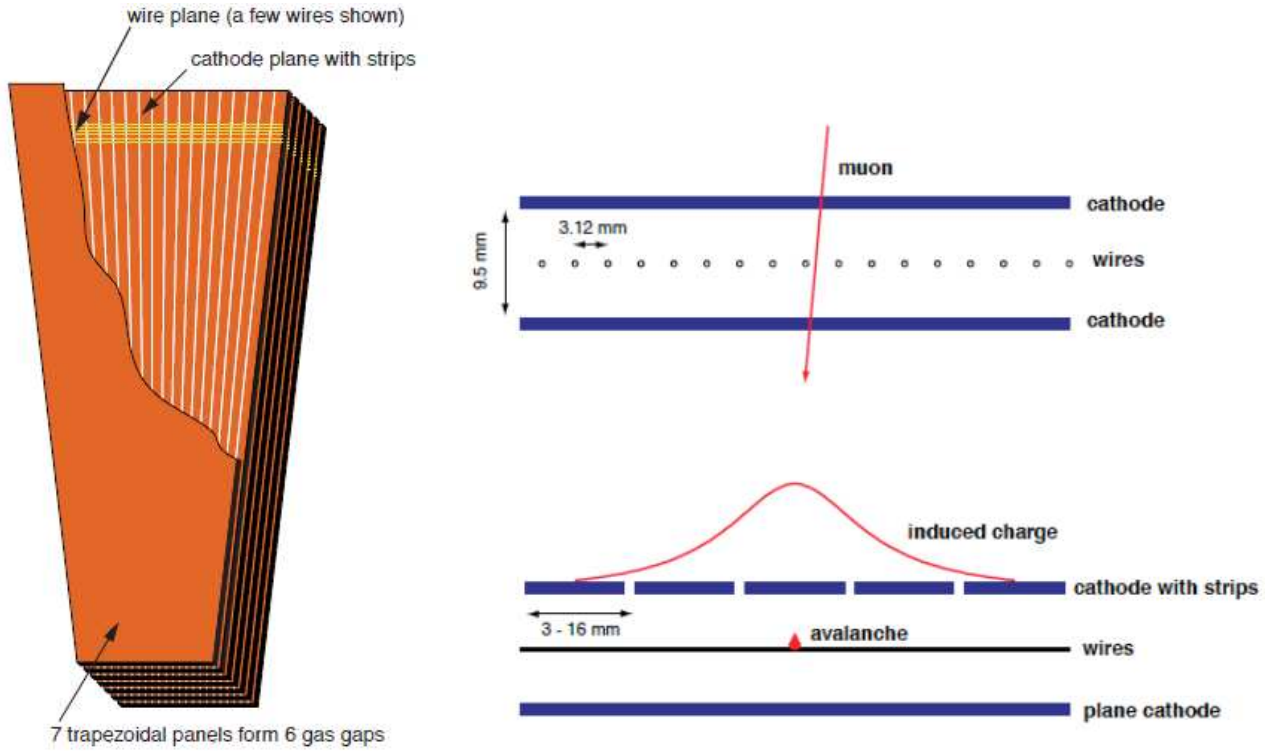 wire plane (a few wires shown)
cathode plane with strips
7 trapezoidal panels form 6 gas gaps
muon
cathode
3.12 mm
9.5 mm
wires
cathode
induced charge
cathode with strips
3 - 16 mm
avalanche
wires
plane cathode